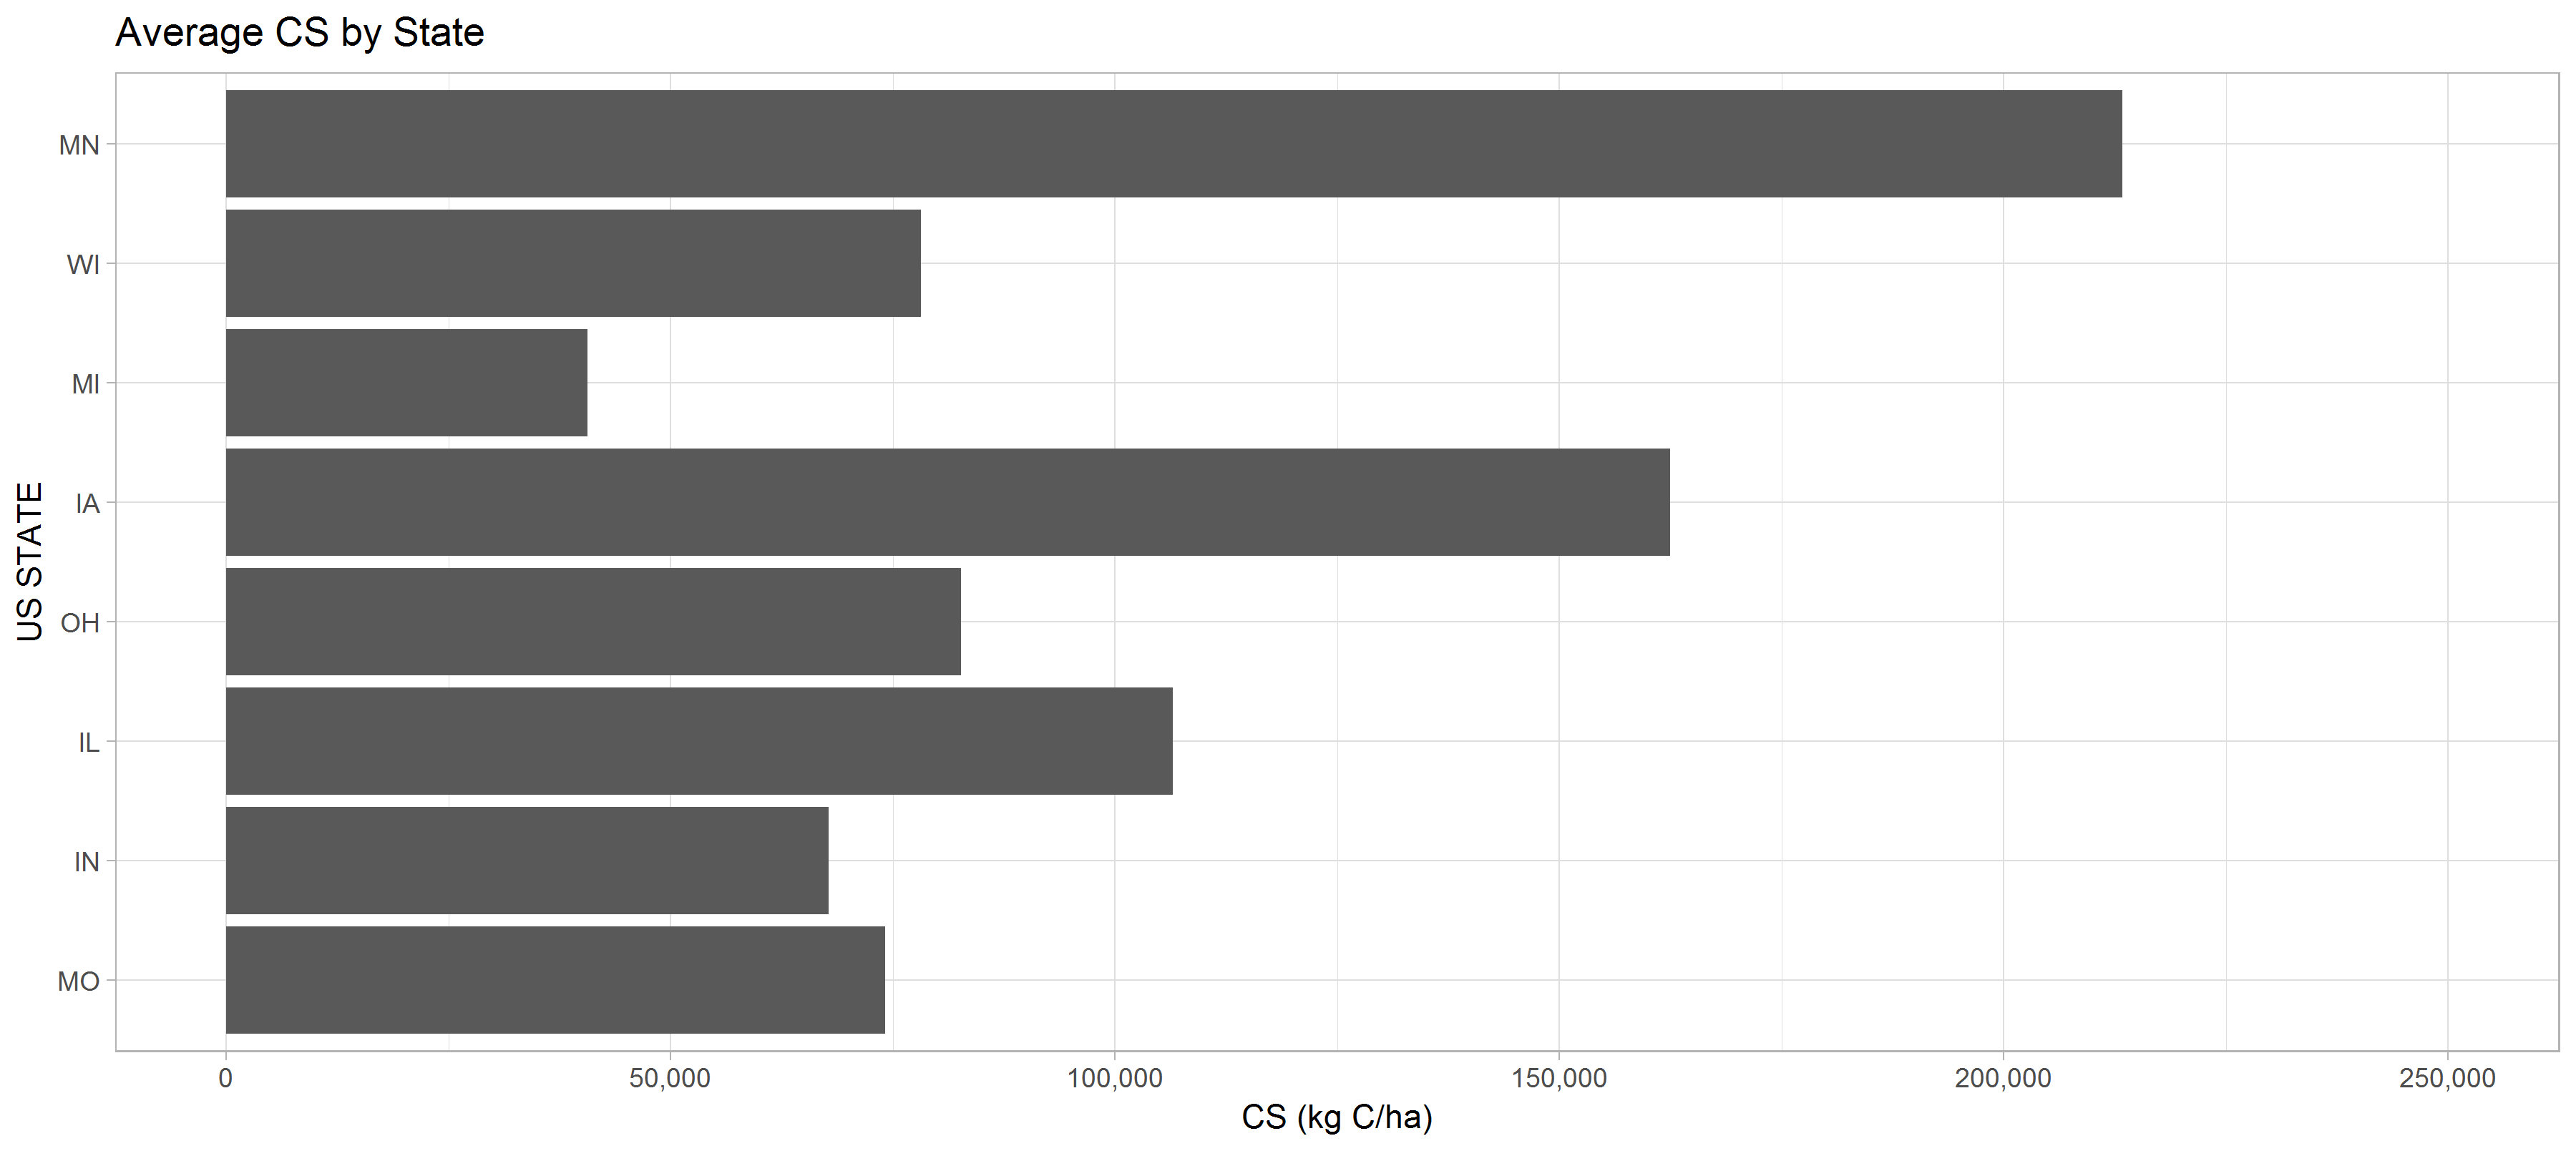 Average CS by State
US STATE
MN
WI
MI
IA
OH
IL
IN
MO
0 50,000 100,000 150,000 200,000 250,000
CS (kg C/ha)